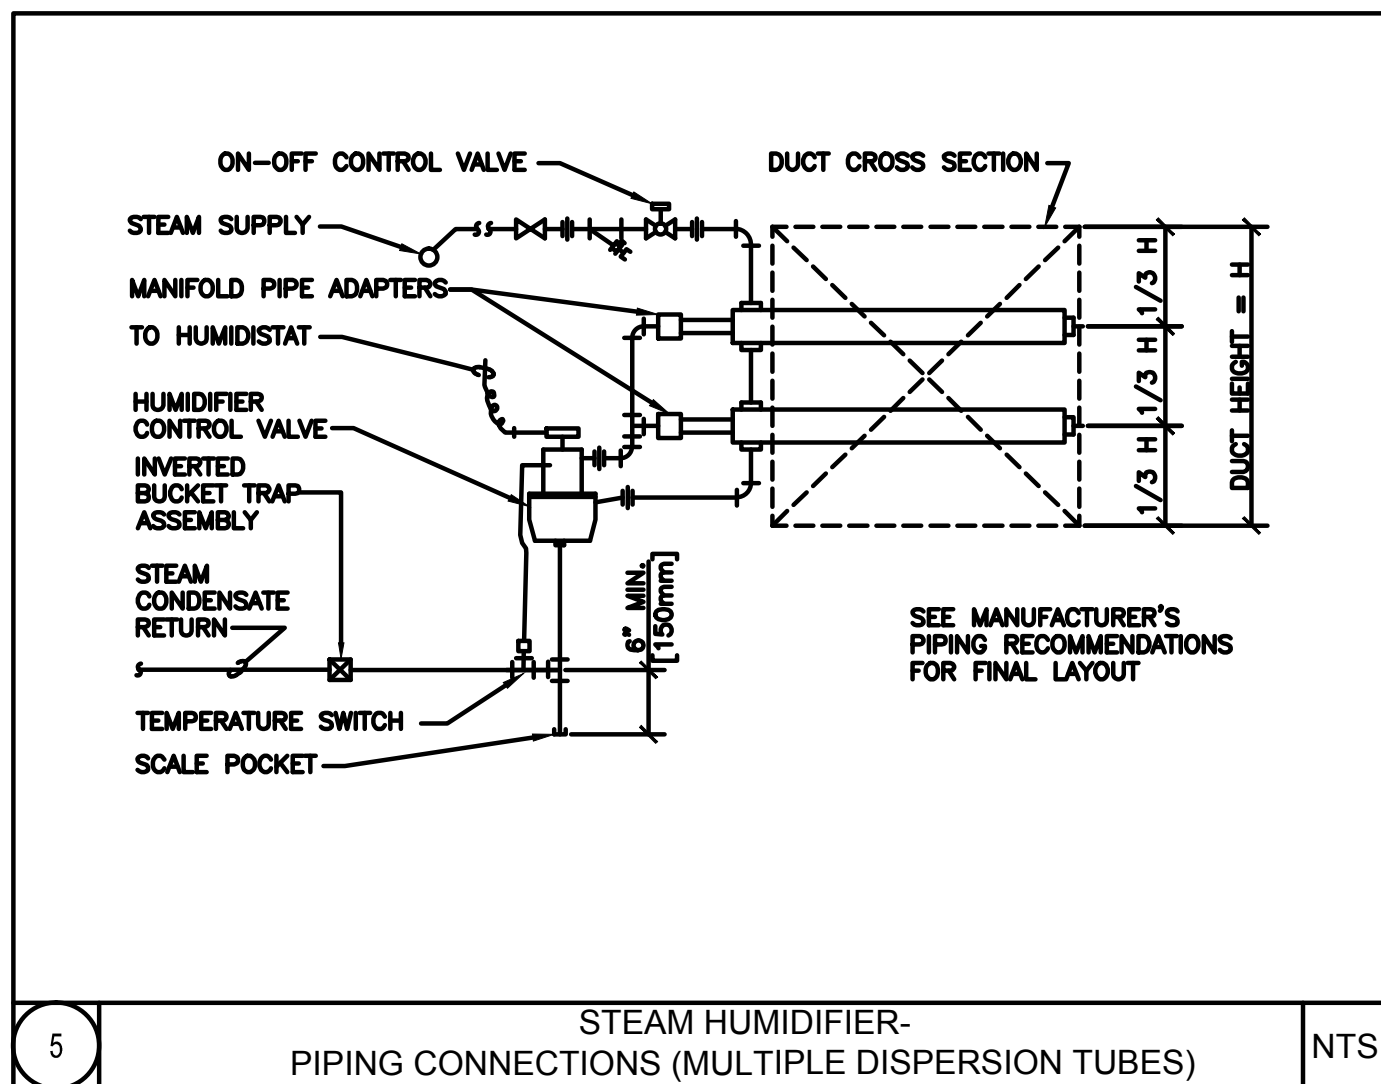 ON-OFF CONTROL VALVE
DUCT CROSS SECTION
STEAM SUPPLY
MANIFOLD PIPE ADAPTERS
TO HUMIDISTAT
HUMIDIFIER
CONTROL VALVE
INVERTED
BUCKET TRAP
ASSEMBLY
STEAM
CONDENSATE
RETURN
TEMPERATURE SWITCH
SCALE POCKET
6" MIN.
[150mm]
1/3 H
1/3 H
1/3 H
DUCT HEIGHT = H
SEE MANUFACTURER'S
PIPING RECOMMENDATIONS
FOR FINAL LAYOUT
5
STEAM HUMIDIFIER-
PIPING CONNECTIONS (MULTIPLE DISPERSION TUBES)
NTS